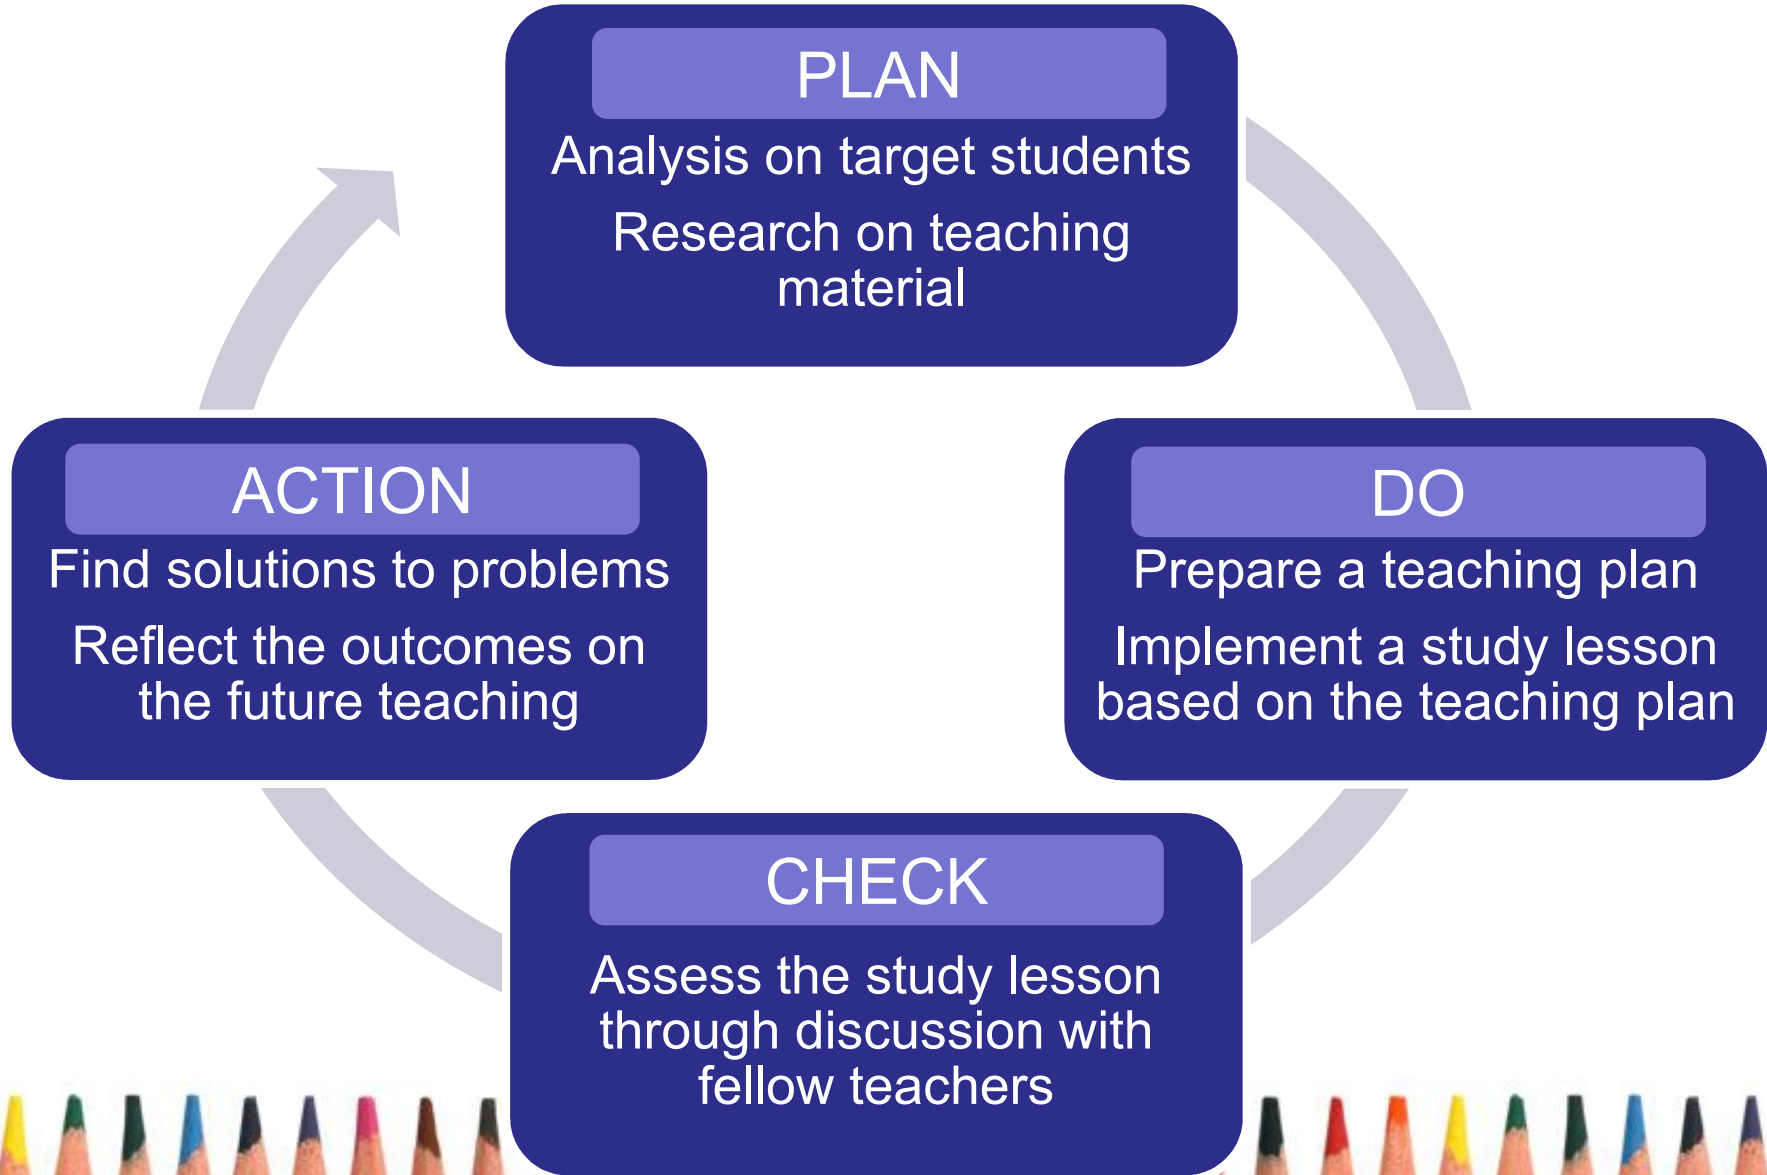 PLAN
Analysis on target students
Research on teaching
material
DO
Prepare a teaching plan
Implement a study lesson
based on the teaching plan
CHECK
Assess the study lesson
through discussion with
fellow teachers
ACTION
Find solutions to problems
Reflect the outcomes on
the future teaching